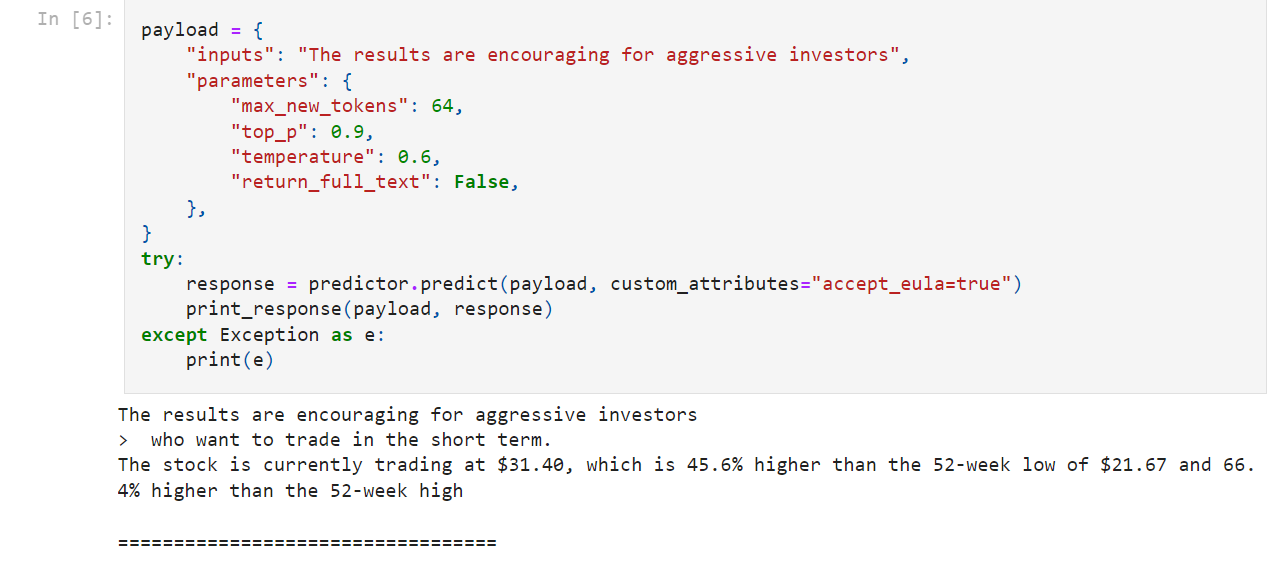 In [6]:
payload = {
    "inputs": "The results are encouraging for aggressive investors",
    "parameters": {
        "max_new_tokens": 64,
        "top_p": 0.9,
        "temperature": 0.6,
        "return_full_text": False,
    },
}
try:
    response = predictor.predict(payload, custom_attributes="accept_eula=true")
    print_response(payload, response)
except Exception as e:
    print(e)
The results are encouraging for aggressive investors
>  who want to trade in the short term.
The stock is currently trading at $31.40, which is 45.6% higher than the 52-week low of $21.67 and 66.
4% higher than the 52-week high
==================================